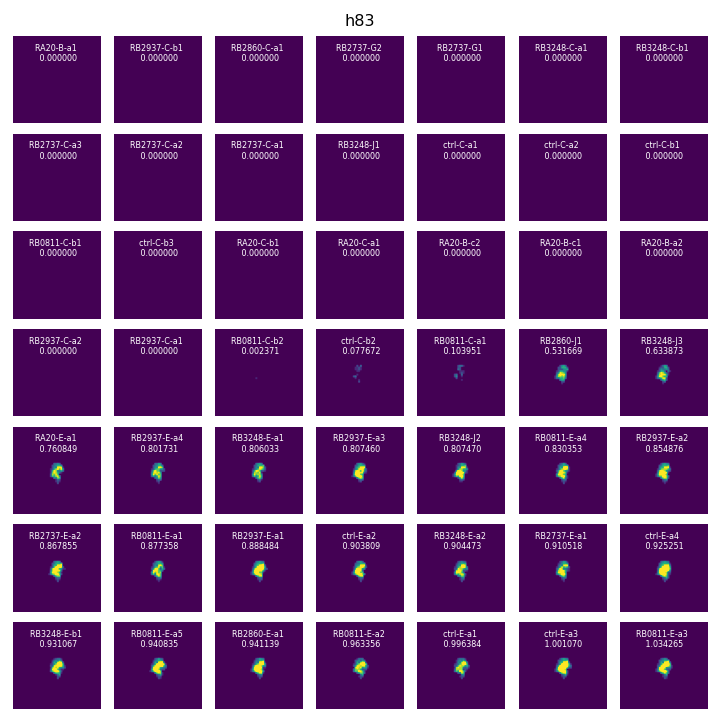 h83
RA20-B-a1 RB2937-C-b1 RB2860-C-a1 RB2737-G2 RB2737-G1 RB3248-C-a1 RB3248-C-b1
0.000000 0.000000 0.000000 0.000000 0.000000 0.000000 0.000000
RB2737-C-a3 RB2737-C-a2 RB2737-C-a1 RB3248-J1 ctrl-C-a1 ctrl-C-a2 ctrl-C-b1
0.000000 0.000000 0.000000 0.000000 0.000000 0.000000 0.000000
RB0811-C-b1 ctrl-C-b3 RA20-C-b1 RA20-C-a1 RA20-B-c2 RA20-B-c1 RA20-B-a2
0.000000 0.000000 0.000000 0.000000 0.000000 0.000000 0.000000
RB2937-C-a2 RB2937-C-a1 RB0811-C-b2 ctrl-C-b2 RB0811-C-a1 RB2860-J1 RB3248-J3
0.000000 0.000000 0.002371 0.077672 0.103951 0.531669 0.633873
RA20-E-a1 RB2937-E-a4 RB3248-E-a1 RB2937-E-a3 RB3248-J2 RB0811-E-a4 RB2937-E-a2
0.760849 0.801731 0.806033 0.807460 0.807470 0.830353 0.854876
RB2737-E-a2 RB0811-E-a1 RB2937-E-a1 ctrl-E-a2 RB3248-E-a2 RB2737-E-a1 ctrl-E-a4
0.867855 0.877358 0.888484 0.903809 0.904473 0.910518 0.925251
RB3248-E-b1 RB0811-E-a5 RB2860-E-a1 RB0811-E-a2 ctrl-E-a1 ctrl-E-a3 RB0811-E-a3
0.931067 0.940835 0.941139 0.963356 0.996384 1.001070 1.034265